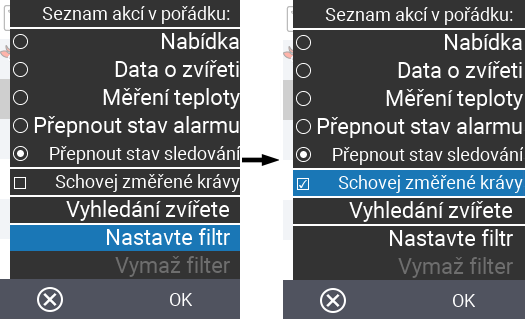 Seznam akcí v pořádku:
Nabídka
Data o zvířeti
Měření teploty
Přepnout stav alarmu
Přepnout stav sledování
Schovej změřené krávy
Vyhledání zvířete
Nastavte filtr
Vymaž filter
OK
Seznam akcí v pořádku:
Nabídka
Data o zvířeti
Měření teploty
Přepnout stav alarmu
Přepnout stav sledování
Schovej změřené krávy
Vyhledání zvířete
Nastavte filtr
Vymaž filter
OK